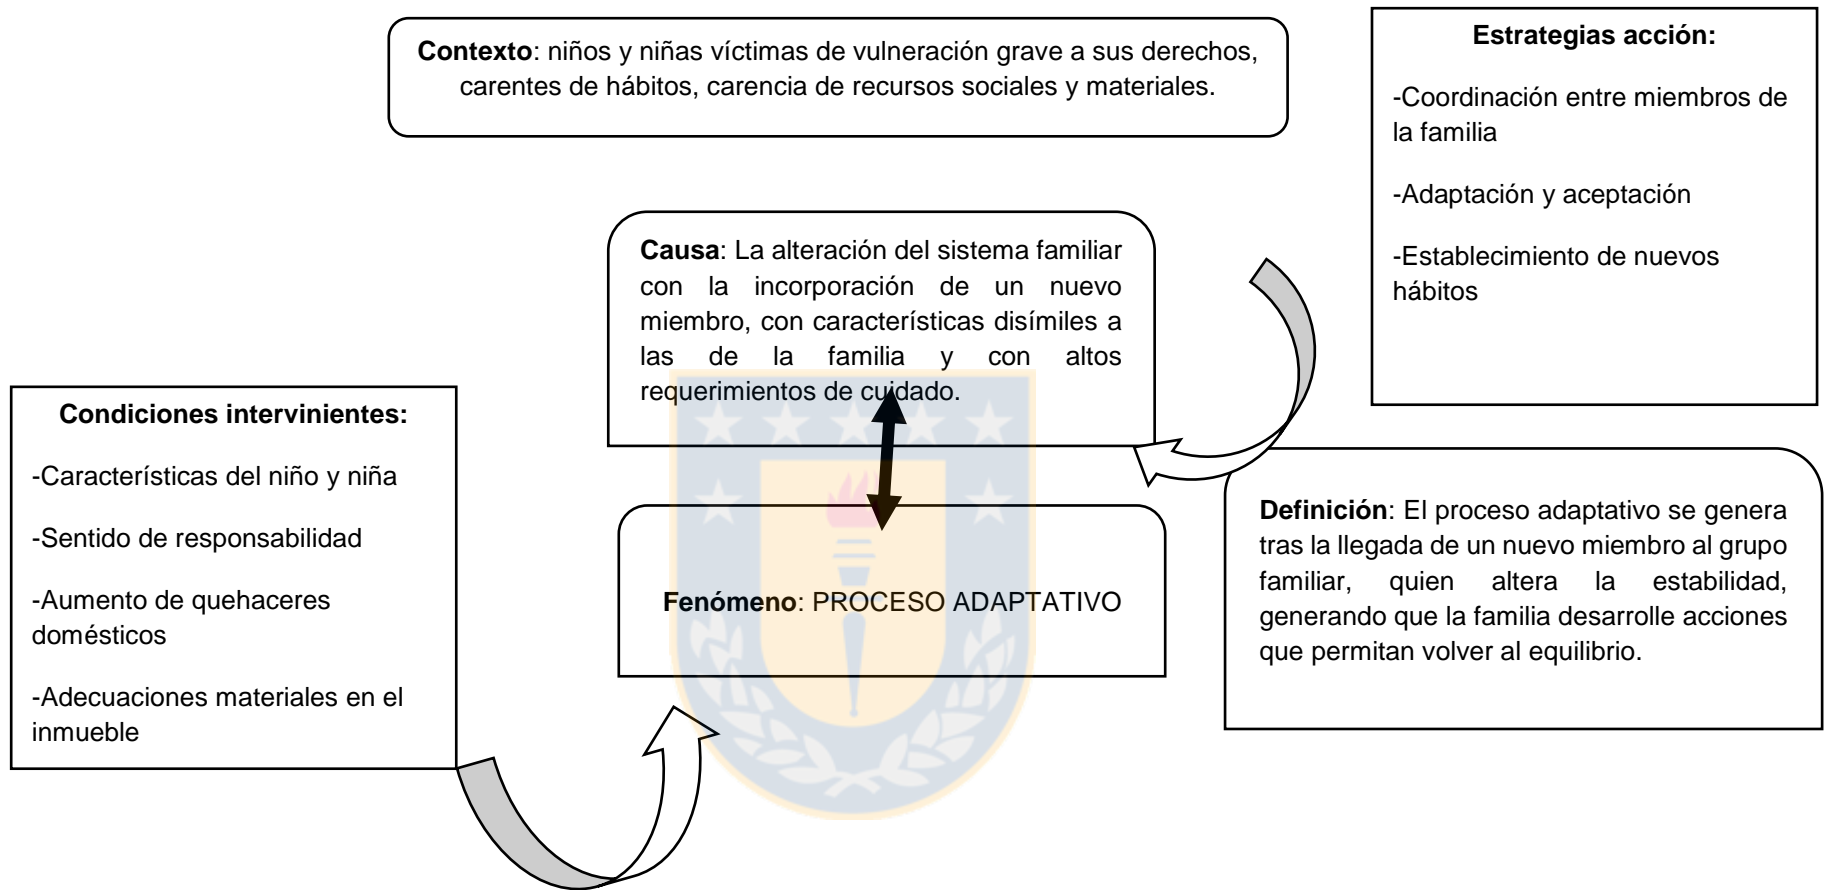 Contexto: niños y niñas víctimas de vulneración grave a sus derechos,
carentes de hábitos, carencia de recursos sociales y materiales.
Estrategias acción:
-Coordinación entre miembros de
la familia
-Adaptación y aceptación
-Establecimiento de nuevos
hábitos
Causa: La alteración del sistema familiar
con la incorporación de un nuevo
miembro, con características disímiles a
las de la familia y con altos
requerimientos de cuidado.
Condiciones intervinientes:
-Características del niño y niña
-Sentido de responsabilidad
-Aumento de quehaceres
domésticos
-Adecuaciones materiales en el
inmueble
Fenómeno: PROCESO ADAPTATIVO
Definición: El proceso adaptativo se genera
tras la llegada de un nuevo miembro al grupo
familiar, quien altera la estabilidad,
generando que la familia desarrolle acciones
que permitan volver al equilibrio.